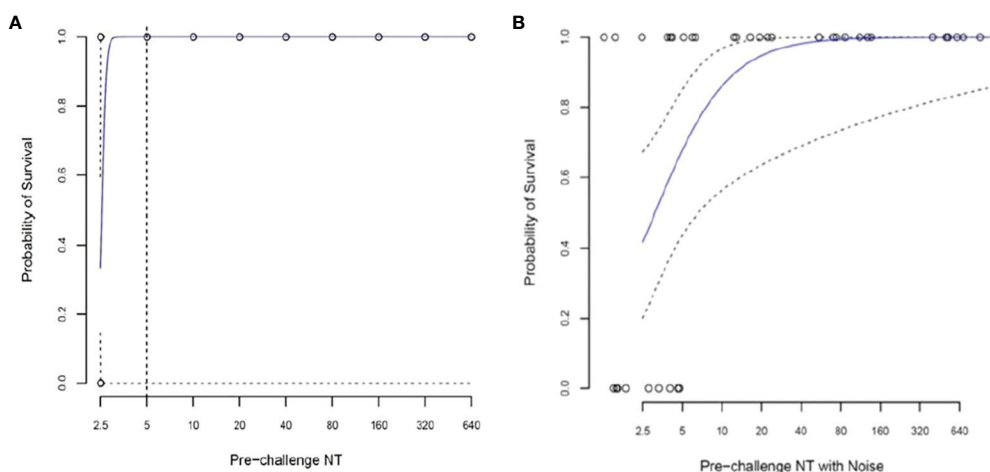 A
Probability of Survival
1.0
0.8
0.6
0.4
0.2
0.0
2.5 5 10 20 40 80 160 320 640
Pre-challenge NT
B
Probability of Survival
1.0
0.8
0.6
0.4
0.2
0.0
2.5 5 10 20 40 80 160 320 640
Pre-challenge NT with Noise